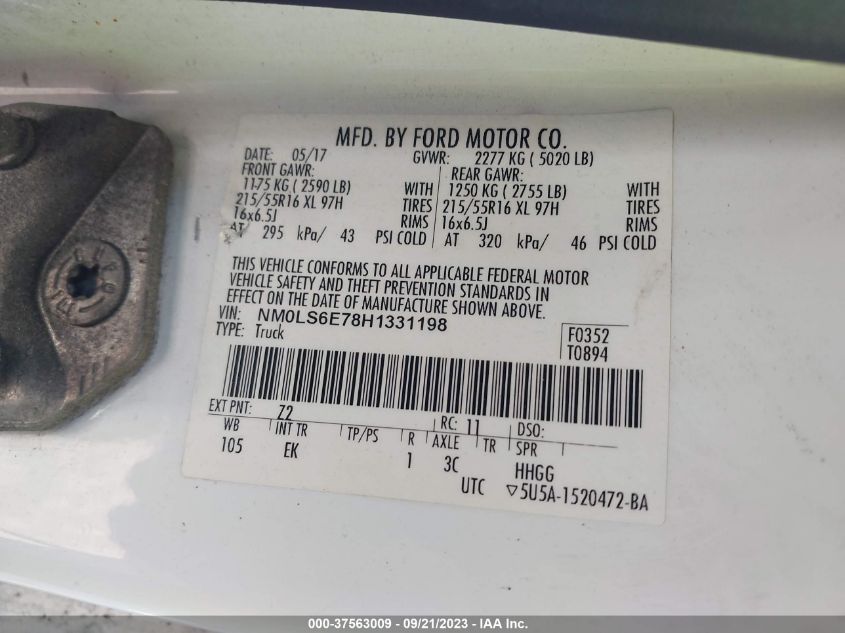 MFD. BY FORD MOTOR CO.
DATE: 05/17 GVWR: 2277 KG ( 5020 LB)
FRONT GAWR: REAR GAWR:
1175 KG ( 2590 LB) WITH 1250 KG ( 2755 LB) WITH
215/55R16 XL 97H TIRES 215/55R16 XL 97H TIRES
16x6.5J RIMS 16x6.5J RIMS
AT 295 kPa/ 43 PSI COLD AT 320 kPa/ 46 PSI COLD
THIS VEHICLE CONFORMS TO ALL APPLICABLE FEDERAL MOTOR
VEHICLE SAFETY AND THEFT PREVENTION STANDARDS IN
EFFECT ON THE DATE OF MANUFACTURE SHOWN ABOVE.
VIN: NM0LS6E78H1331198
TYPE: Truck
F0352
T0894
EXT PNT: Z2 RC: 11 DSO:
WB INT TR TP/PS R AXLE TR SPR
105 EK 1 3C HHGG
UTC ▽5U5A-1520472-BA
000-37563009 - 09/21/2023 - IAA Inc.